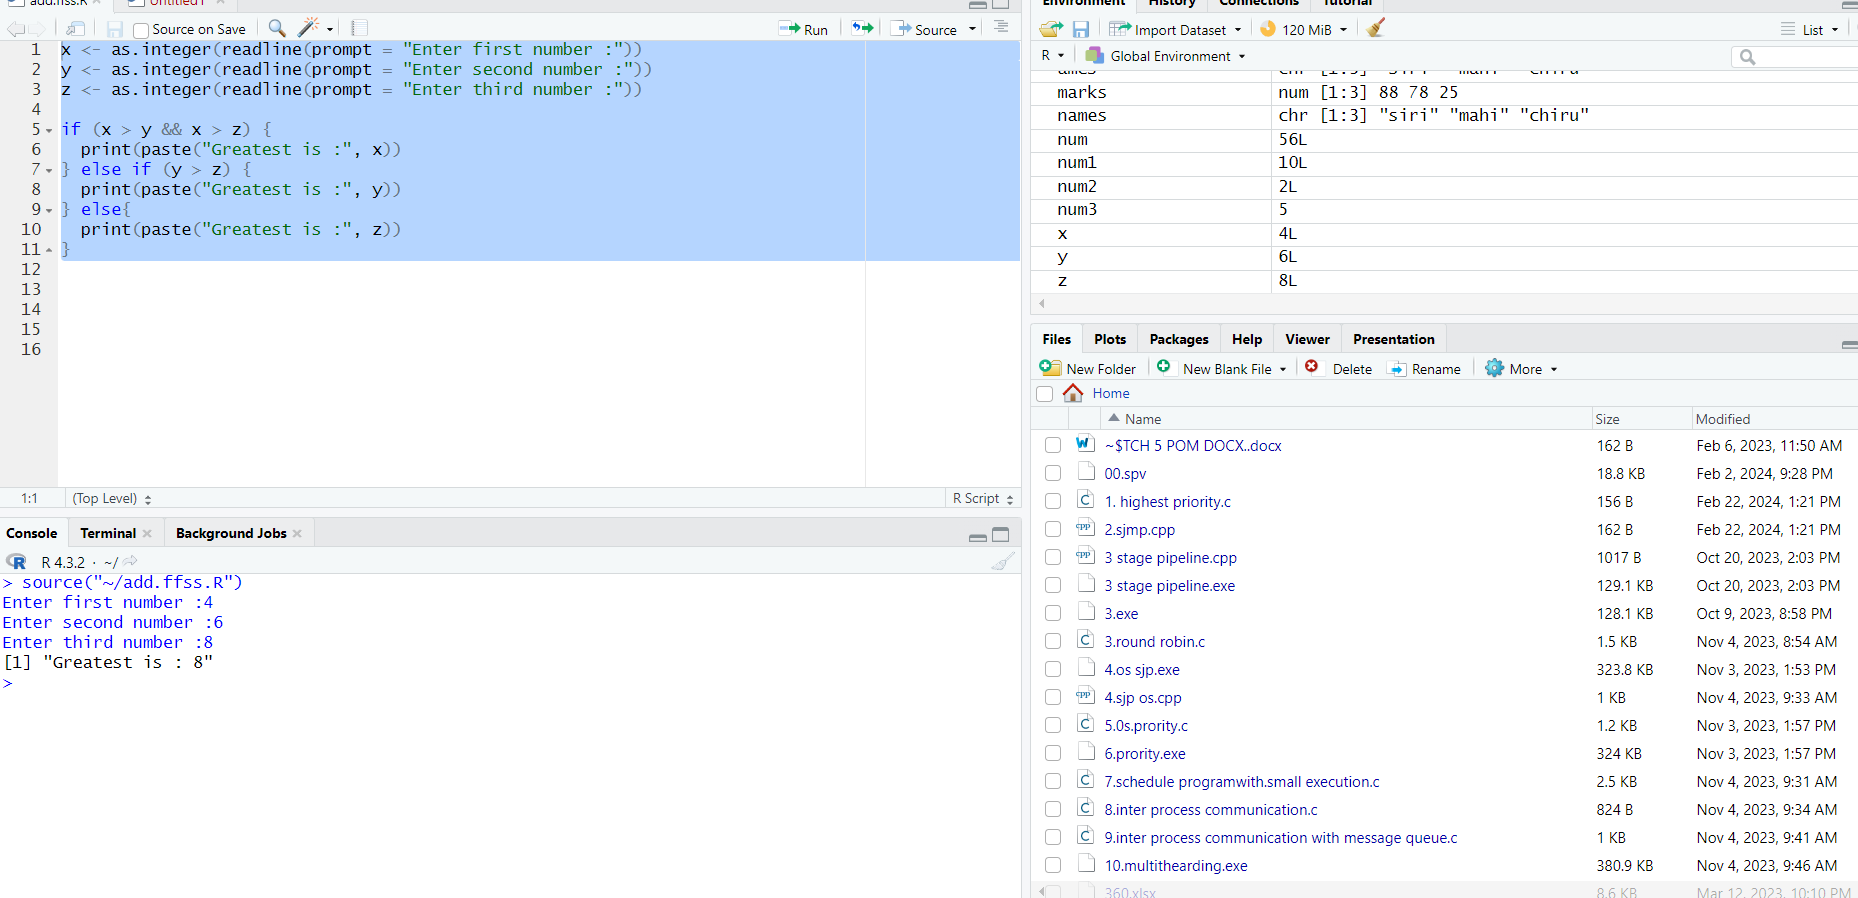 add.ffss.R
Untitled1
Source on Save
Run
Source
1 x <- as.integer(readline(prompt = "Enter first number :"))
2 y <- as.integer(readline(prompt = "Enter second number :"))
3 z <- as.integer(readline(prompt = "Enter third number :"))
4
5 if (x > y && x > z) {
6 print(paste("Greatest is :", x))
7 } else if (y > z) {
8 print(paste("Greatest is :", y))
9 } else{
10 print(paste("Greatest is :", z))
11 }
12
13
14
15
16
1:1 (Top Level) R Script
Console Terminal Background Jobs
R R 4.3.2 · ~/
> source("~/add.ffss.R")
Enter first number :4
Enter second number :6
Enter third number :8
[1] "Greatest is : 8"
>
Environment History Connections Tutorial
Import Dataset 120 MiB List
R Global Environment
ames chr [1:3] "siri" "mahi" "chiru"
marks num [1:3] 88 78 25
names chr [1:3] "siri" "mahi" "chiru"
num 56L
num1 10L
num2 2L
num3 5
x 4L
y 6L
z 8L
Files Plots Packages Help Viewer Presentation
New Folder New Blank File Delete Rename More
Home
Name Size Modified
~$TCH 5 POM DOCX..docx 162 B Feb 6, 2023, 11:50 AM
00.spv 18.8 KB Feb 2, 2024, 9:28 PM
1. highest priority.c 156 B Feb 22, 2024, 1:21 PM
2.sjmp.cpp 162 B Feb 22, 2024, 1:21 PM
3 stage pipeline.cpp 1017 B Oct 20, 2023, 2:03 PM
3 stage pipeline.exe 129.1 KB Oct 20, 2023, 2:03 PM
3.exe 128.1 KB Oct 9, 2023, 8:58 PM
3.round robin.c 1.5 KB Nov 4, 2023, 8:54 AM
4.os sjp.exe 323.8 KB Nov 3, 2023, 1:53 PM
4.sjp os.cpp 1 KB Nov 4, 2023, 9:33 AM
5.0s.prority.c 1.2 KB Nov 3, 2023, 1:57 PM
6.prority.exe 324 KB Nov 3, 2023, 1:57 PM
7.schedule programwith.small execution.c 2.5 KB Nov 4, 2023, 9:31 AM
8.inter process communication.c 824 B Nov 4, 2023, 9:34 AM
9.inter process communication with message queue.c 1 KB Nov 4, 2023, 9:41 AM
10.multithearding.exe 380.9 KB Nov 4, 2023, 9:46 AM
360.xlsx 8.6 KB Mar 12, 2023, 10:10 PM